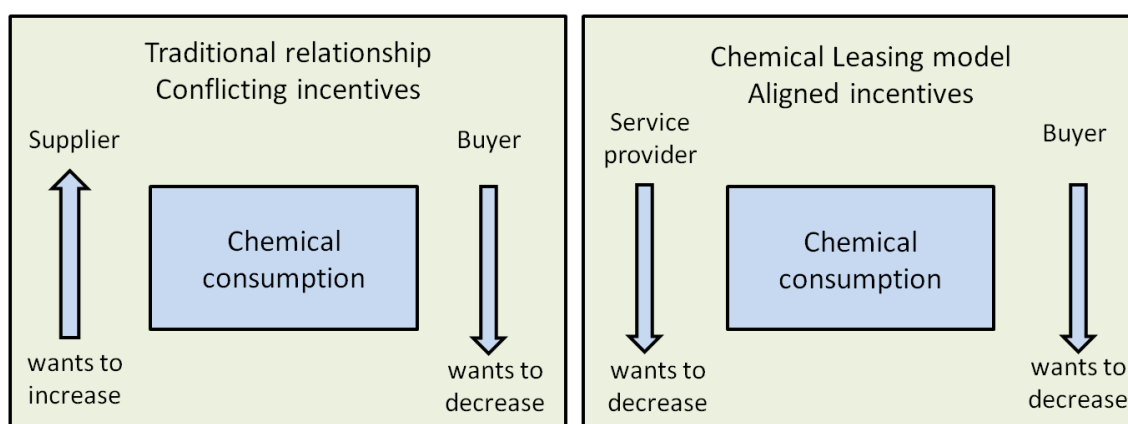 Traditional relationship
Conflicting incentives
Supplier
Buyer
Chemical
consumption
wants to
increase
wants to
decrease
Chemical Leasing model
Aligned incentives
Service
provider
Buyer
Chemical
consumption
wants to
decrease
wants to
decrease